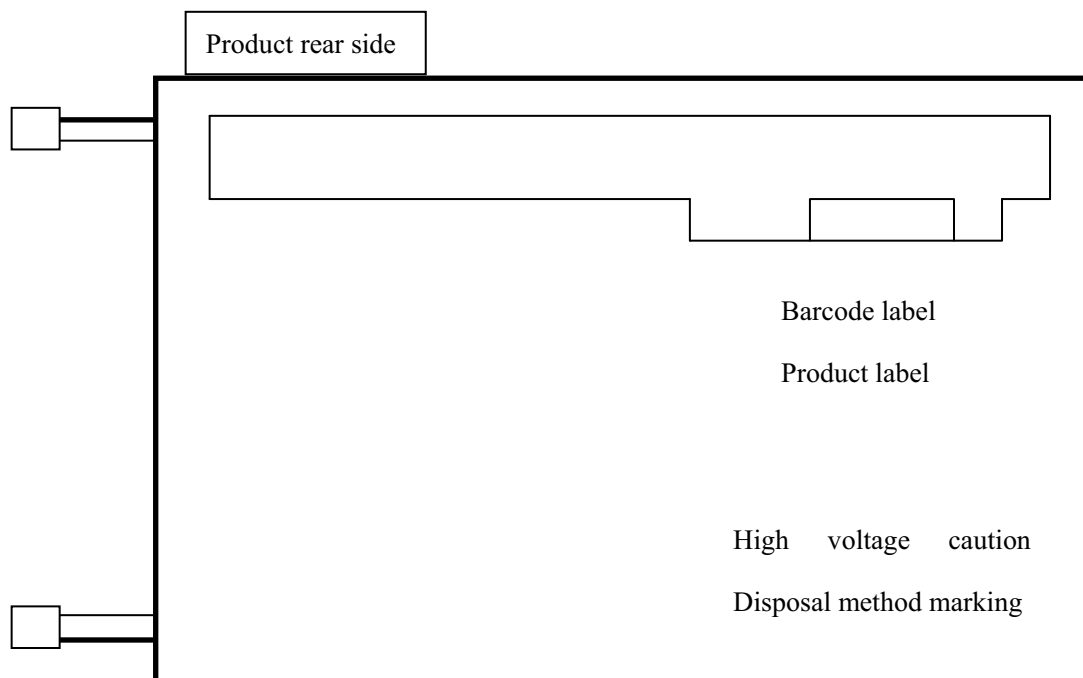 Product rear side
Barcode label
Product label
High voltage caution
Disposal method marking